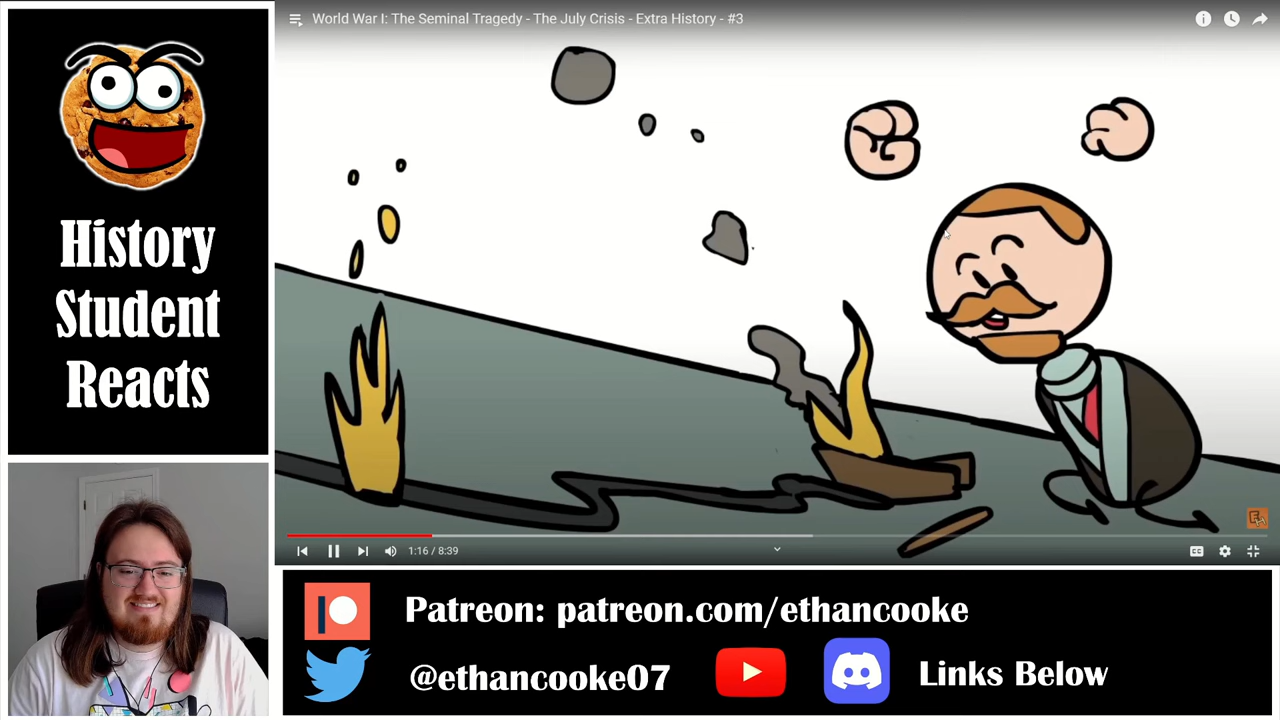 World War I: The Seminal Tragedy - The July Crisis - Extra History - #3
History
Student
Reacts
1:16 / 8:39
CC
Patreon: patreon.com/ethancooke
@ethancooke07
Links Below